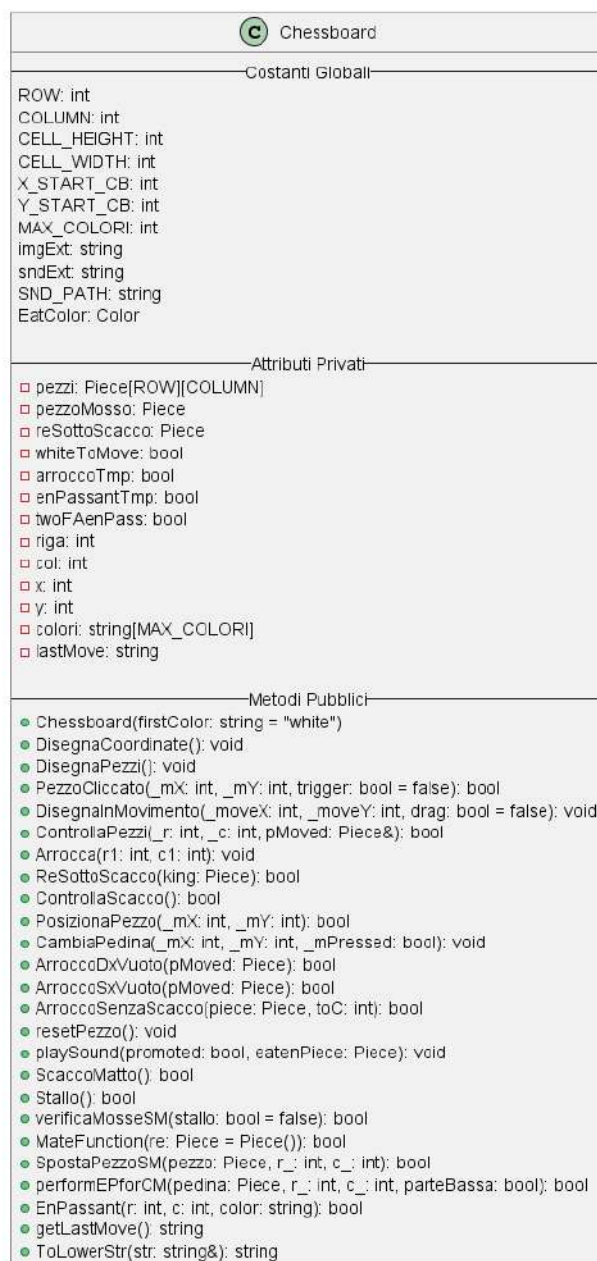 C Chessboard
Costanti Globali
ROW: int
COLUMN: int
CELL_HEIGHT: int
CELL_WIDTH: int
X_START_CB: int
Y_START_CB: int
MAX_COLORI: int
imgExt: string
sndExt: string
SND_PATH: string
EatColor: Color
Attributi Privati
pezzi: Piece[ROW][COLUMN]
pezzoMosso: Piece
reSottoScacco: Piece
whiteToMove: bool
arroccoTmp: bool
enPassantTmp: bool
twoFAenPass: bool
riga: int
col: int
x: int
y: int
colori: string[MAX_COLORI]
lastMove: string
Metodi Pubblici
Chessboard(firstColor: string = "white")
DisegnaCoordinate(): void
DisegnaPezzi(): void
PezzoCliccato(_mX: int, _mY: int, trigger: bool = false): bool
DisegnaInMovimento(_moveX: int, _moveY: int, drag: bool = false): void
ControllaPezzi(_r: int, _c: int, pMoved: Piece&): bool
Arrocca(r1: int, c1: int): void
ReSottoScacco(king: Piece): bool
ControllaScacco(): bool
PosizionaPezzo(_mX: int, _mY: int): bool
CambiaPedina(_mX: int, _mY: int, _mPressed: bool): void
ArroccoDxVuoto(pMoved: Piece): bool
ArroccoSxVuoto(pMoved: Piece): bool
ArroccoSenzaScacco(piece: Piece, toC: int): bool
resetPezzo(): void
playSound(promoted: bool, eatenPiece: Piece): void
ScaccoMatto(): bool
Stallo(): bool
verificaMosseSM(stallo: bool = false): bool
MateFunction(re: Piece = Piece()): bool
SpostaPezzoSM(pezzo: Piece, r_: int, c_: int): bool
performEPforCM(pedina: Piece, r_: int, c_: int, parteBassa: bool): bool
EnPassant(r: int, c: int, color: string): bool
getLastMove(): string
ToLowerStr(str: string&): string